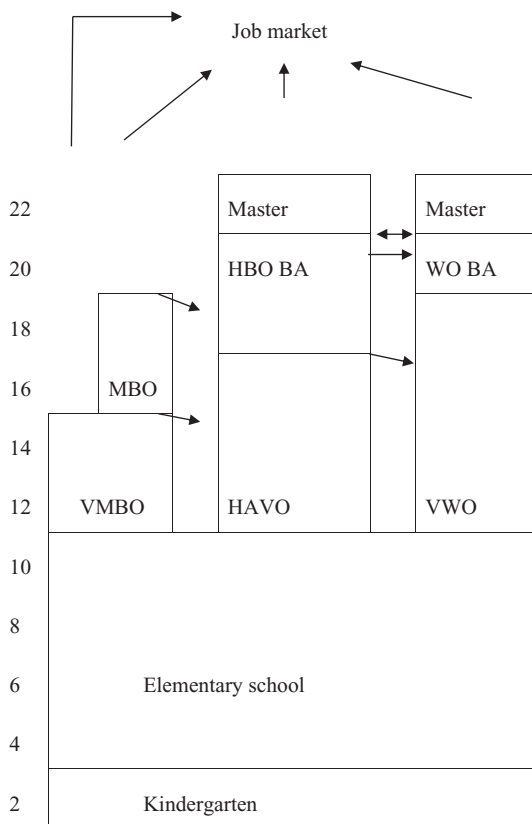 Job market
22 Master Master
20 HBO BA WO BA
18
16 MBO
14
12 VMBO HAVO VWO
10
8
6 Elementary school
4
2 Kindergarten